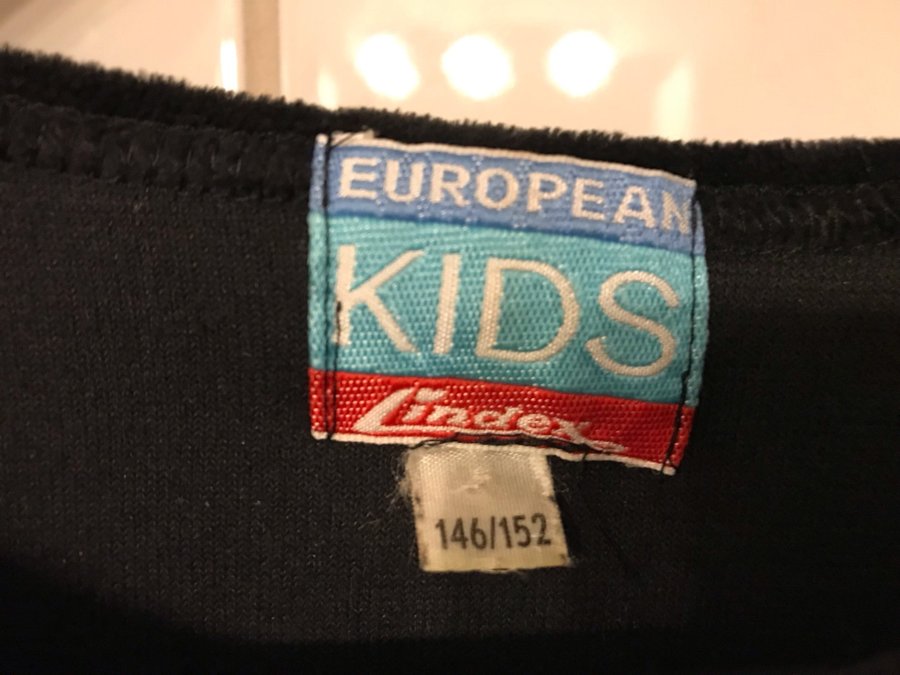 EUROPEAN
KIDS
Lindex
146/152